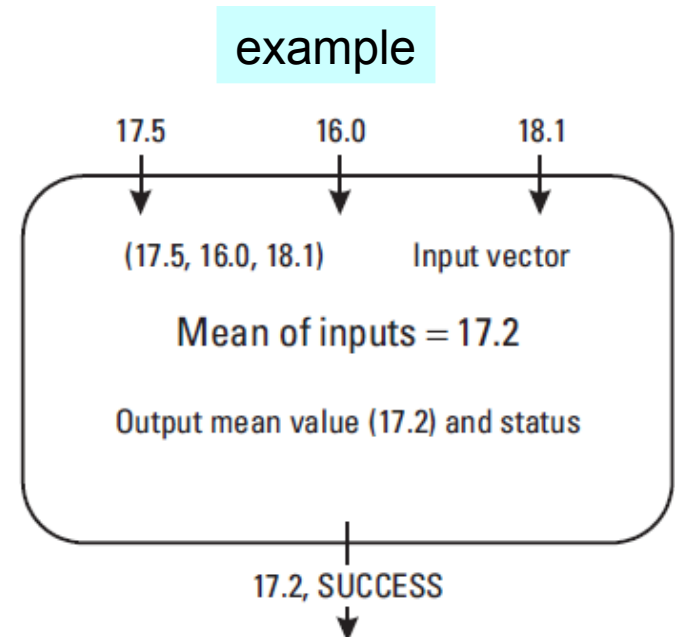 example
17.5 16.0 18.1
(17.5, 16.0, 18.1) Input vector
Mean of inputs = 17.2
Output mean value (17.2) and status
17.2, SUCCESS